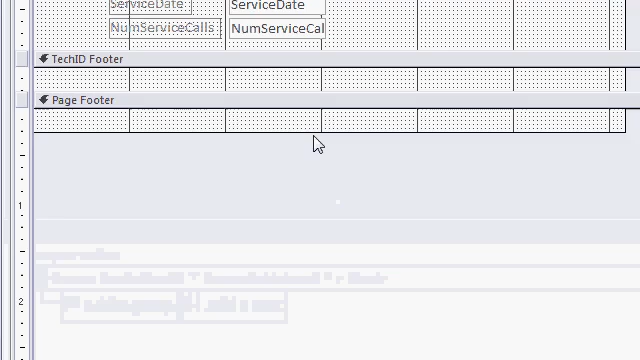 ServiceDate ServiceDate
NumServiceCalls NumServiceCal
TechID Footer
Page Footer
1
2